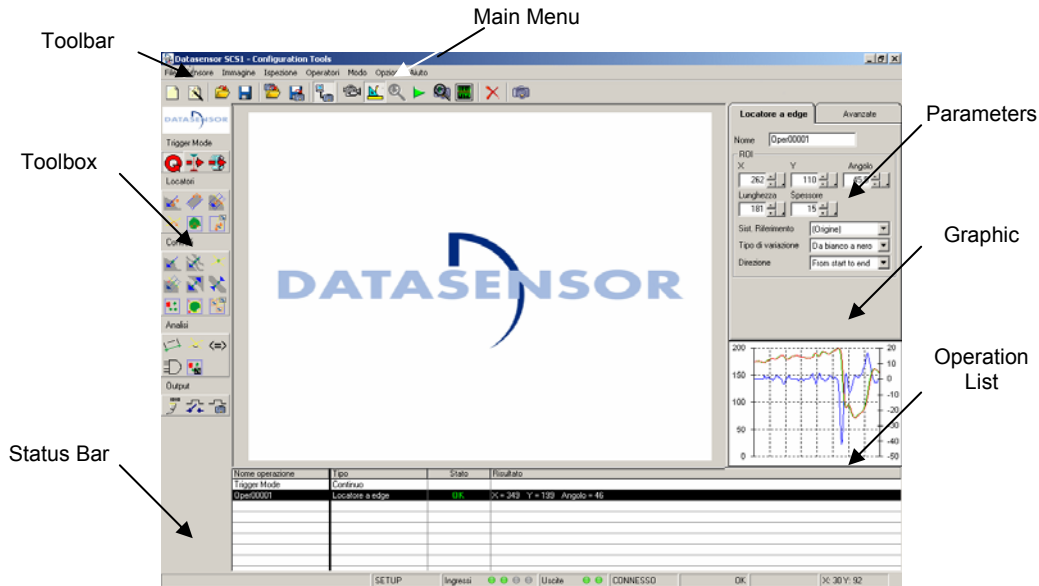 Main Menu
Toolbar
Datasensor SCS1 - Configuration Tools
Immagine Ispezione Operatori Modo
DATASENSOR
Trigger Mode
Toolbox
Locatori
Analisi
Output
Status Bar
DATASENSOR
Locatore a edge Avanzate
Parameters
Nome Oper00001
ROI
X Y Angolo
262 110
Lunghezza Spessore
181 15
Sist. Riferimento (Origine)
Tipo di variazione Da bianco a nero
Direzione From start to end
Graphic
200 20
150 10
100 0
50 -10
0 -20
-30
-40
-50
Operation
List
Nome operazione Tipo Stato Risultato
Trigger Mode Continuo
Oper00001 Locatore a edge OK X = 349 Y = 199 Angolo = 46
SETUP Ingressi Uscite CONNESSO OK X: 30 Y: 92